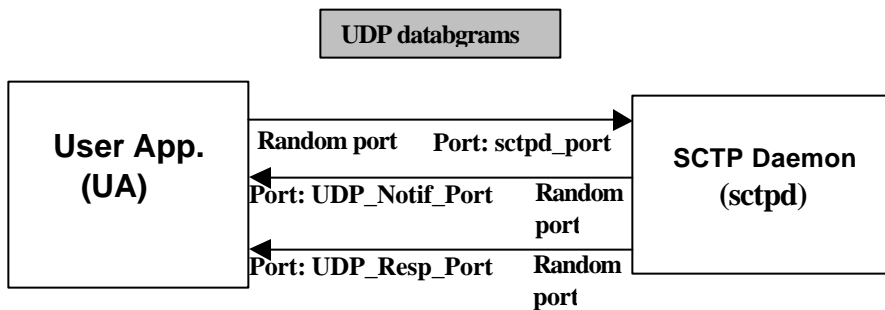 UDP databgrams
User App.
(UA)
Random port
Port: sctpd_port
SCTP Daemon
(sctpd)
Port: UDP_Notif_Port
Random
port
Port: UDP_Resp_Port
Random
port